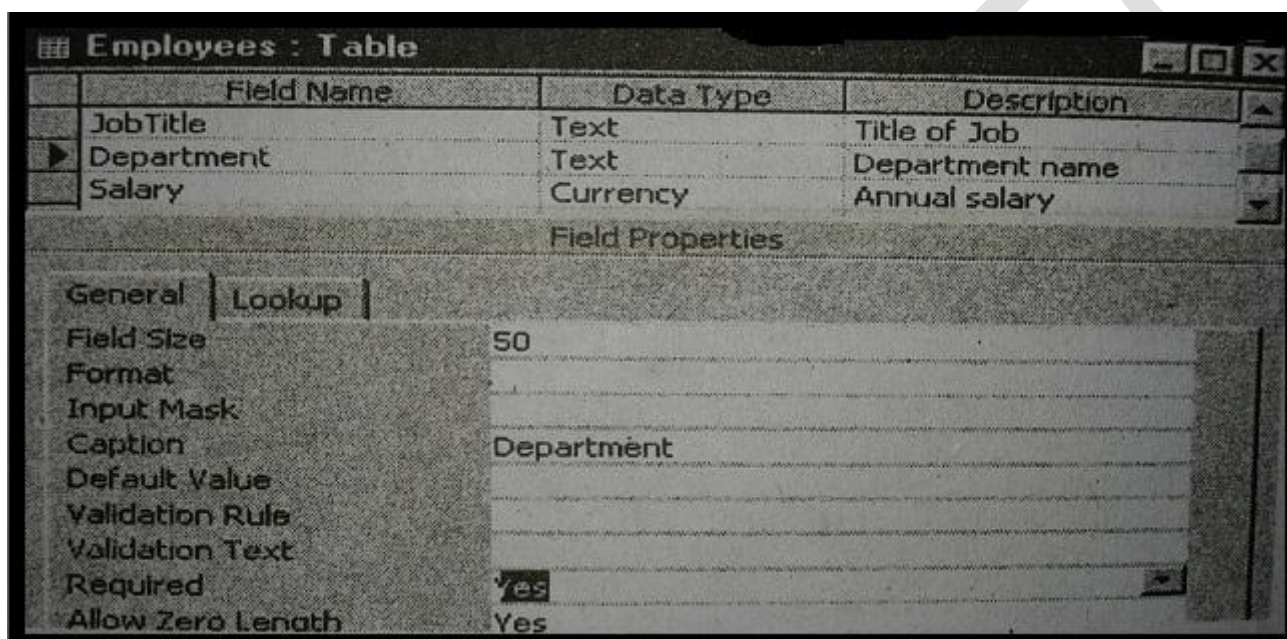 Employees : Table
Field Name Data Type Description
JobTitle Text Title of Job
Department Text Department name
Salary Currency Annual salary
Field Properties
General Lookup
Field Size 50
Format
Input Mask
Caption Department
Default Value
Validation Rule
Validation Text
Required Yes
Allow Zero Length Yes